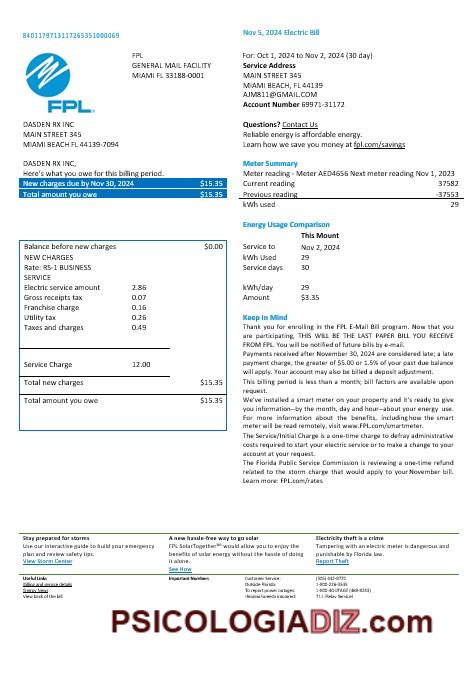 8401179713117265351000069
Nov 5, 2024 Electric Bill
FPL
GENERAL MAIL FACILITY
MIAMI FL 33188-0001
FPL.
DASDEN RX INC
MAIN STREET 345
MIAMI BEACH FL 44139-7094
DASDEN RX INC,
Here's what you owe for this billing period.
New charges due by Nov 30, 2024 $15.35
Total amount you owe $15.35
Balance before new charges $0.00
NEW CHARGES
Rate: RS-1 BUSINESS
SERVICE
Electric service amount 2.86
Gross receipts tax 0.07
Franchise charge 0.16
Utility tax 0.26
Taxes and charges 0.49
Service Charge 12.00
Total new charges $15.35
Total amount you owe $15.35
For: Oct 1, 2024 to Nov 2, 2024 (30 day)
Service Address
MAIN STREET 345
MIAMI BEACH, FL 44139
AJM811@GMAIL.COM
Account Number 69971-31172
Questions? Contact Us
Reliable energy is affordable energy.
Learn how we save you money at fpl.com/savings
Meter Summary
Meter reading - Meter AED4656 Next meter reading Nov 1, 2023
Current reading 37582
Previous reading -37553
kWh used 29
Energy Usage Comparison
This Mount
Service to Nov 2, 2024
kWh Used 29
Service days 30
kWh/day 29
Amount $3.35
Keep In Mind
Thank you for enrolling in the FPL E-Mail Bill program. Now that you
are participating, THIS WILL BE THE LAST PAPER BILL YOU RECEIVE
FROM FPL. You will be notified of future bills by e-mail.
Payments received after November 30, 2024 are considered late; a late
payment charge, the greater of $5.00 or 1.5% of your past due balance
will apply. Your account may also be billed a deposit adjustment.
This billing period is less than a month; bill factors are available upon
request.
We've installed a smart meter on your property and it's ready to give
you information--by the month, day and hour--about your energy use.
For more information about the benefits, including how the smart
meter will be read remotely, visit www.FPL.com/smartmeter.
The Service/Initial Charge is a one-time charge to defray administrative
costs required to start your electric service or to make a change to your
account at your request.
The Florida Public Service Commission is reviewing a one-time refund
related to the storm charge that would apply to your November bill.
Learn more: FPL.com/rates
Stay prepared for storms
Use our interactive guide to build your emergency
plan and review safety tips.
View Storm Center
A new hassle-free way to go solar
FPL SolarTogether℠ would allow you to enjoy the
benefits of solar energy without the hassle of doing
it alone.
See How
Electricity theft is a crime
Tampering with an electric meter is dangerous and
punishable by Florida law.
Report Theft
Useful Links
Billing and service details
Energy News
View back of the bill
Important Numbers
Customer Service:
Outside Florida:
To report power outages:
Hearing/speech impaired:
(305) 442-8770
1-800-226-3545
1-800-4OUTAGE (468-8243)
711 (Relay Service)
PSICOLOGIADIZ.com